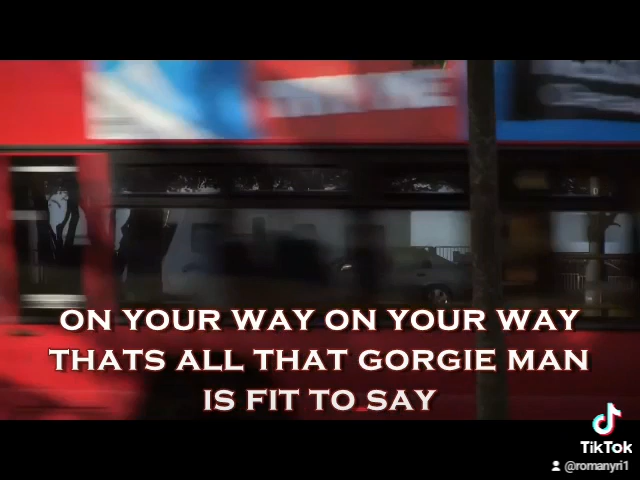 ON YOUR WAY ON YOUR WAY
THATS ALL THAT GORGIE MAN
IS FIT TO SAY
TikTok
@romanyri1